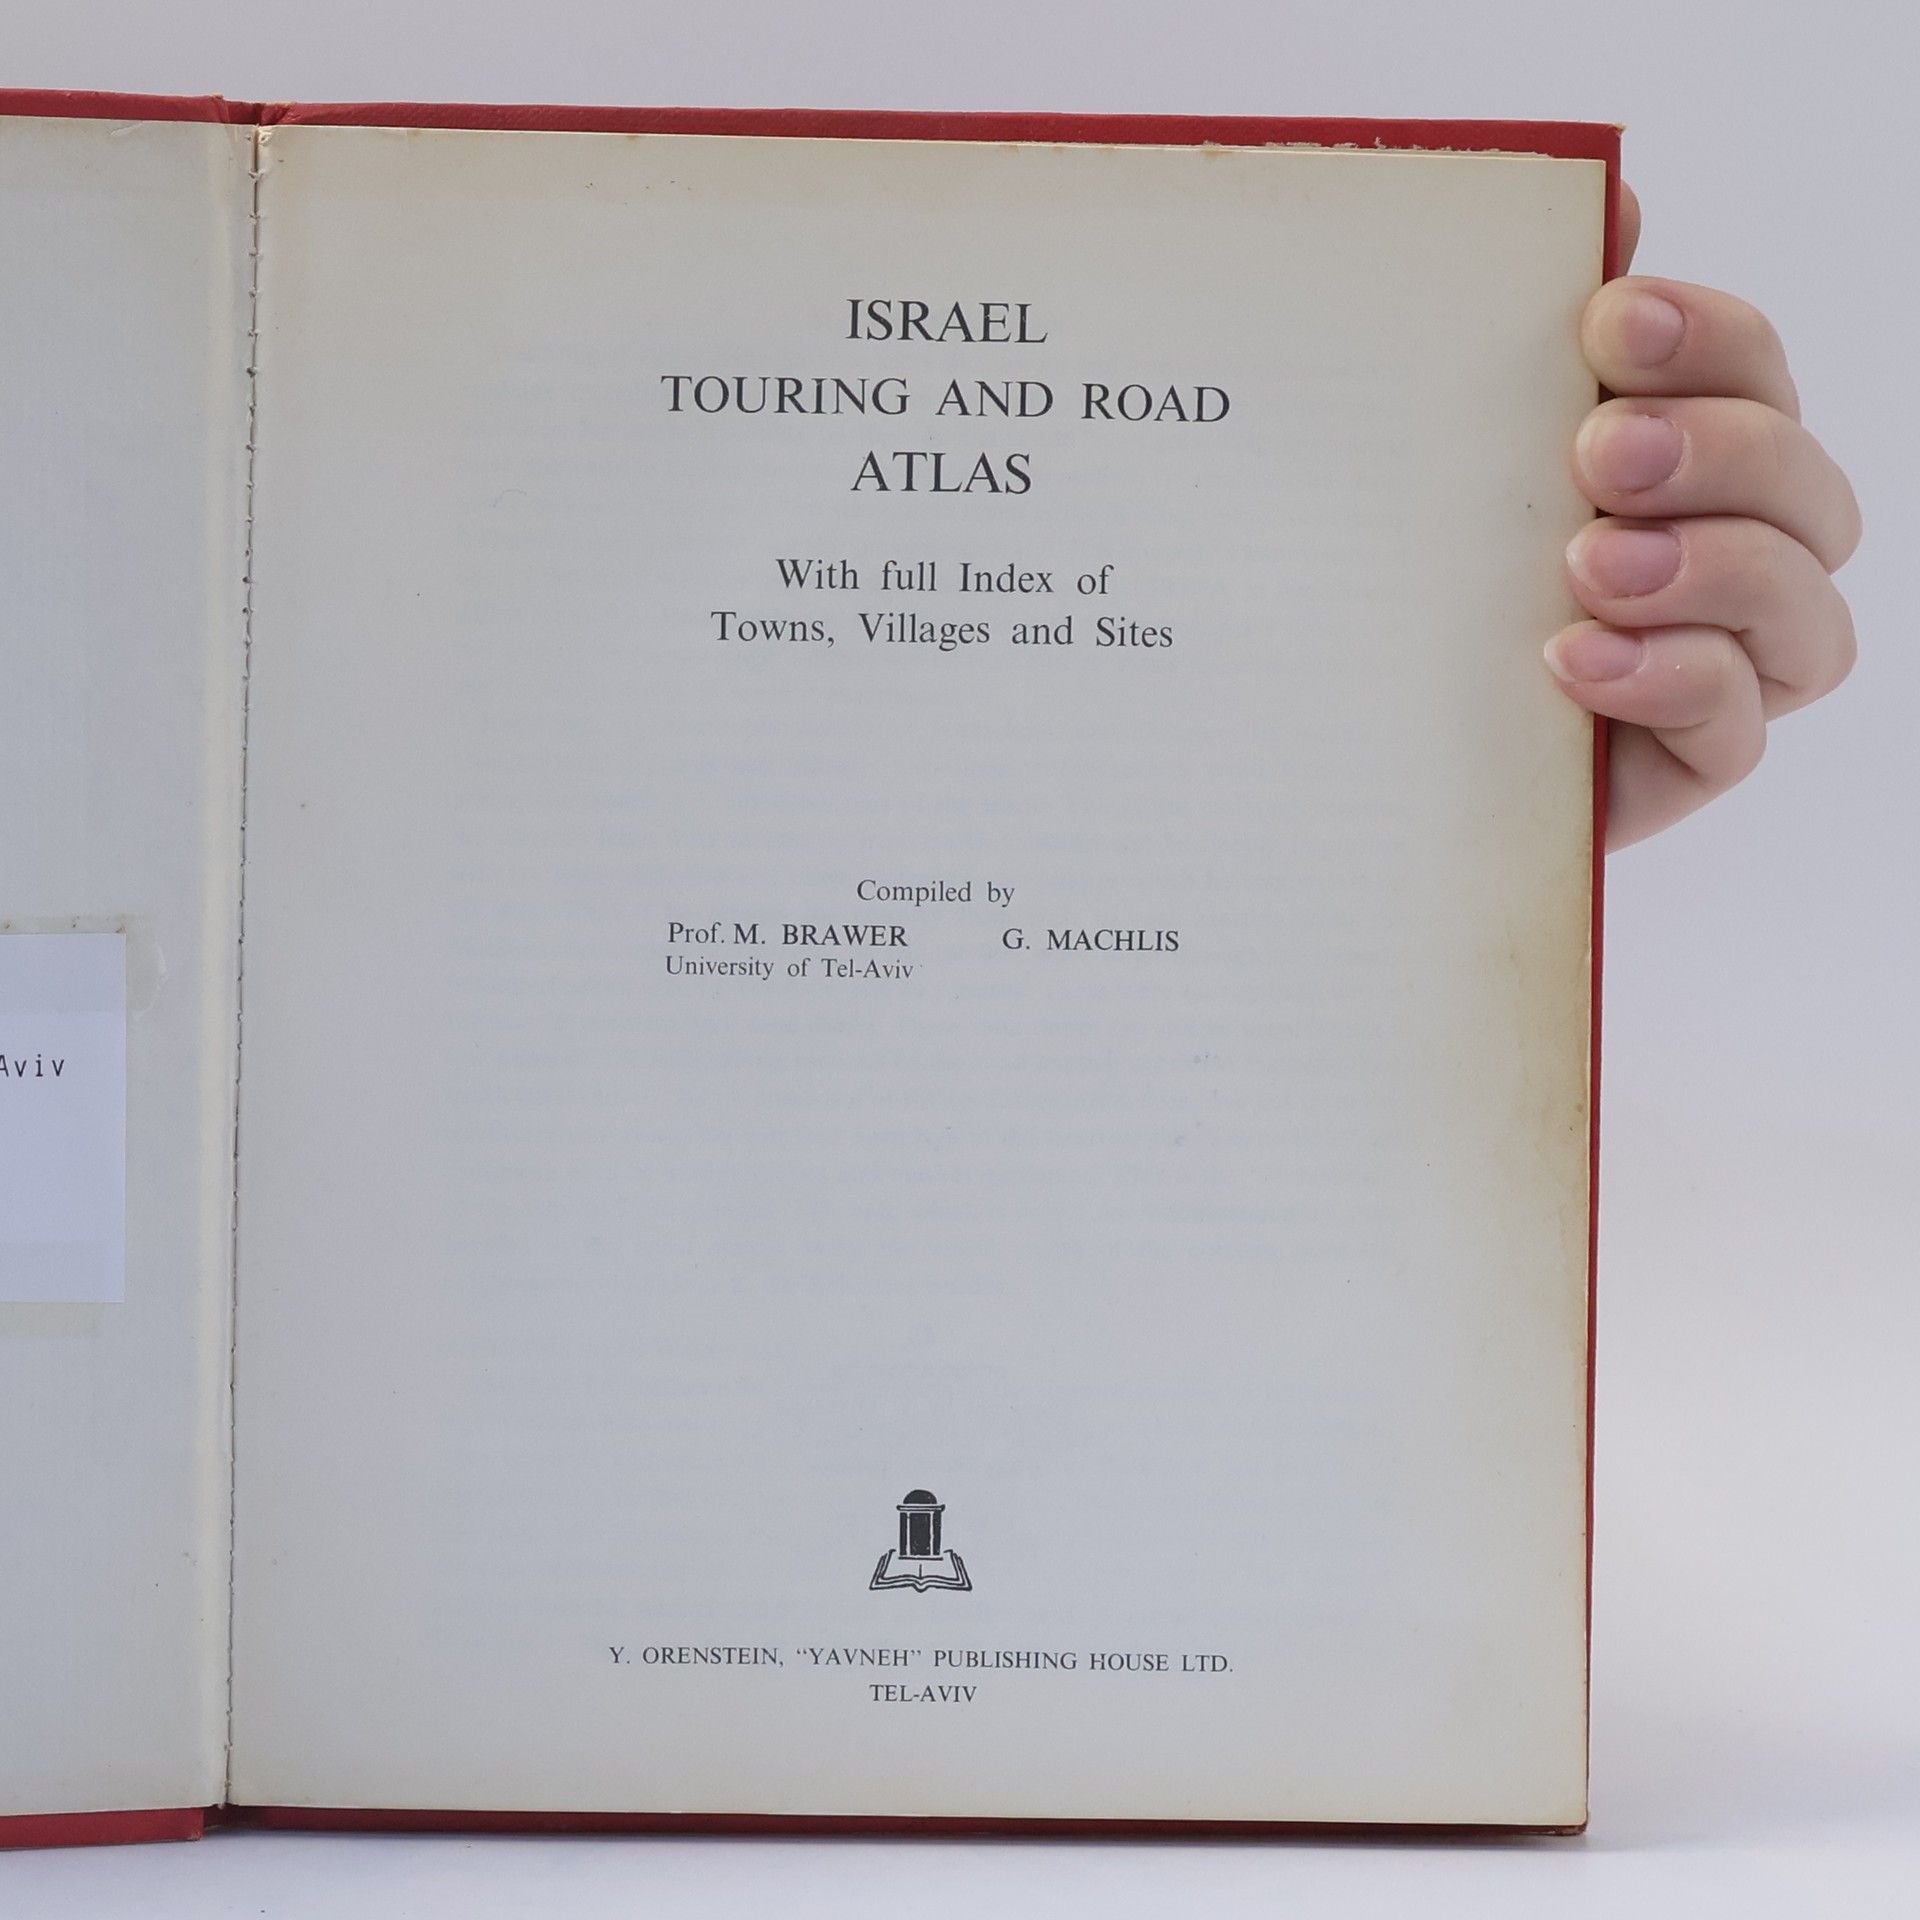 Aviv
ISRAEL
TOURING AND ROAD
ATLAS
With full Index of
Towns, Villages and Sites
Compiled by
Prof. M. BRAWER
University of Tel-Aviv
G. MACHLIS
Y. ORENSTEIN, “YAVNEH” PUBLISHING HOUSE LTD.
TEL-AVIV